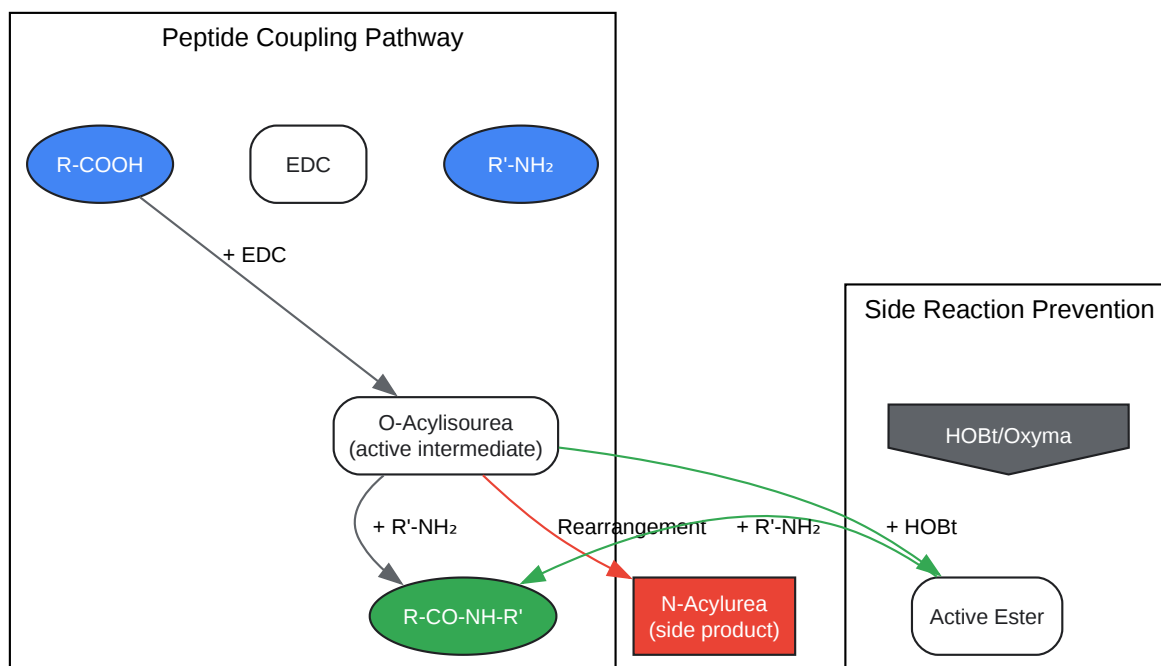 Peptide Coupling Pathway
R-COOH
EDC
R'-NH₂
+ EDC
Side Reaction Prevention
O-Acylisourea
(active intermediate)
HOBt/Oxyma
+ R'-NH₂
Rearrangement
+ R'-NH₂
+ HOBt
R-CO-NH-R'
N-Acylurea
(side product)
Active Ester